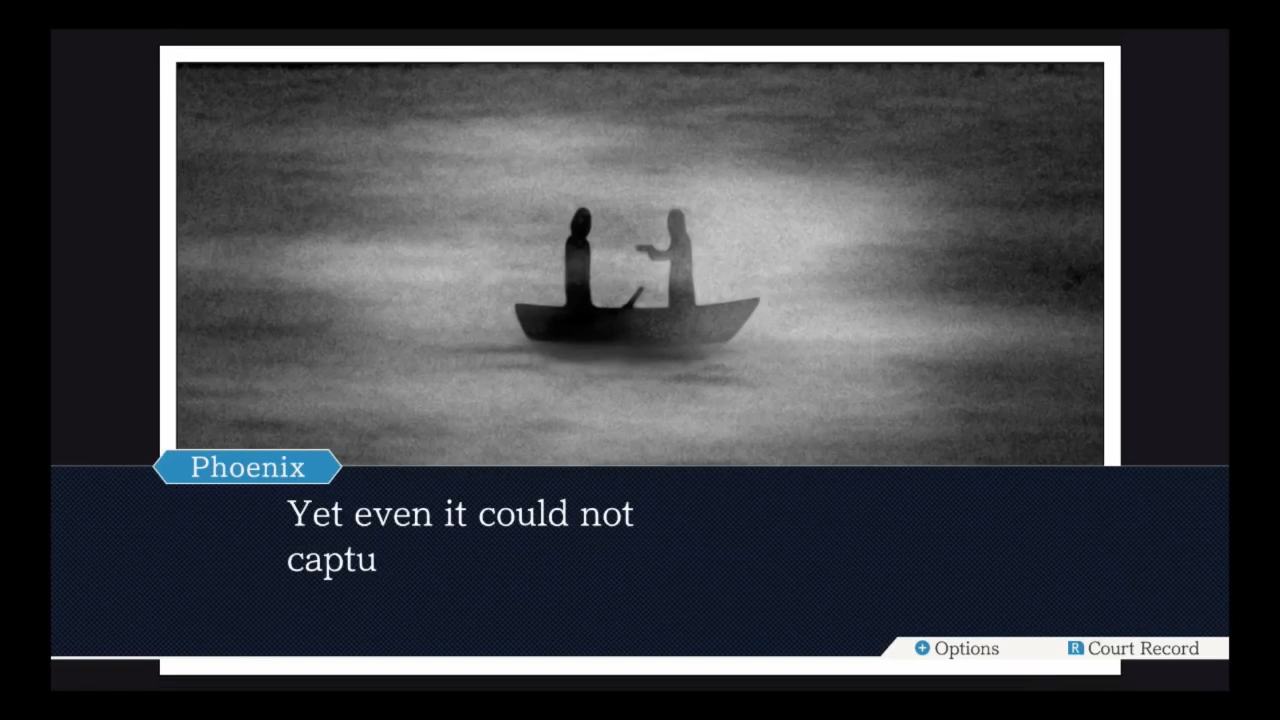 Phoenix
Yet even it could not
captu
Options
R Court Record